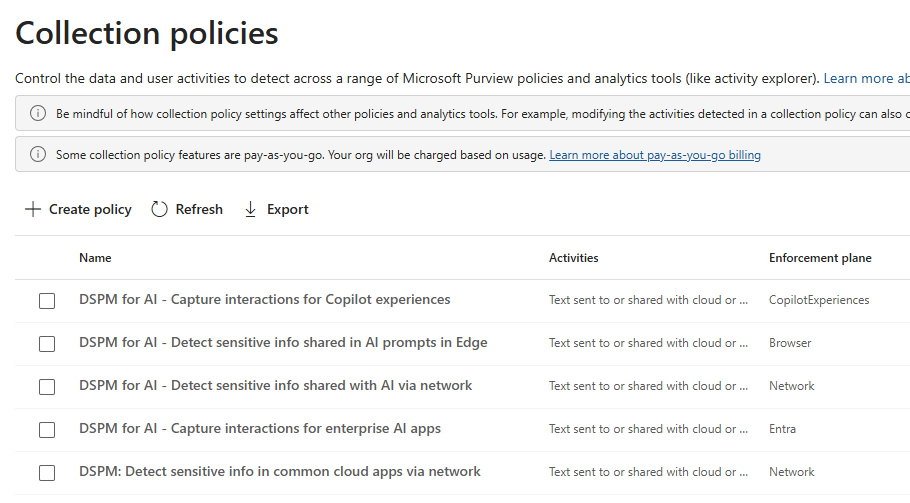 Collection policies
Control the data and user activities to detect across a range of Microsoft Purview policies and analytics tools (like activity explorer). Learn more
Be mindful of how collection policy settings affect other policies and analytics tools. For example, modifying the activities detected in a collection policy can also
Some collection policy features are pay-as-you-go. Your org will be charged based on usage. Learn more about pay-as-you-go billing
Create policy Refresh Export
Name Activities Enforcement plane
DSPM for AI - Capture interactions for Copilot experiences Text sent to or shared with cloud or ... CopilotExperiences
DSPM for AI - Detect sensitive info shared in AI prompts in Edge Text sent to or shared with cloud or ... Browser
DSPM for AI - Detect sensitive info shared with AI via network Text sent to or shared with cloud or ... Network
DSPM for AI - Capture interactions for enterprise AI apps Text sent to or shared with cloud or ... Entra
DSPM: Detect sensitive info in common cloud apps via network Text sent to or shared with cloud or ... Network